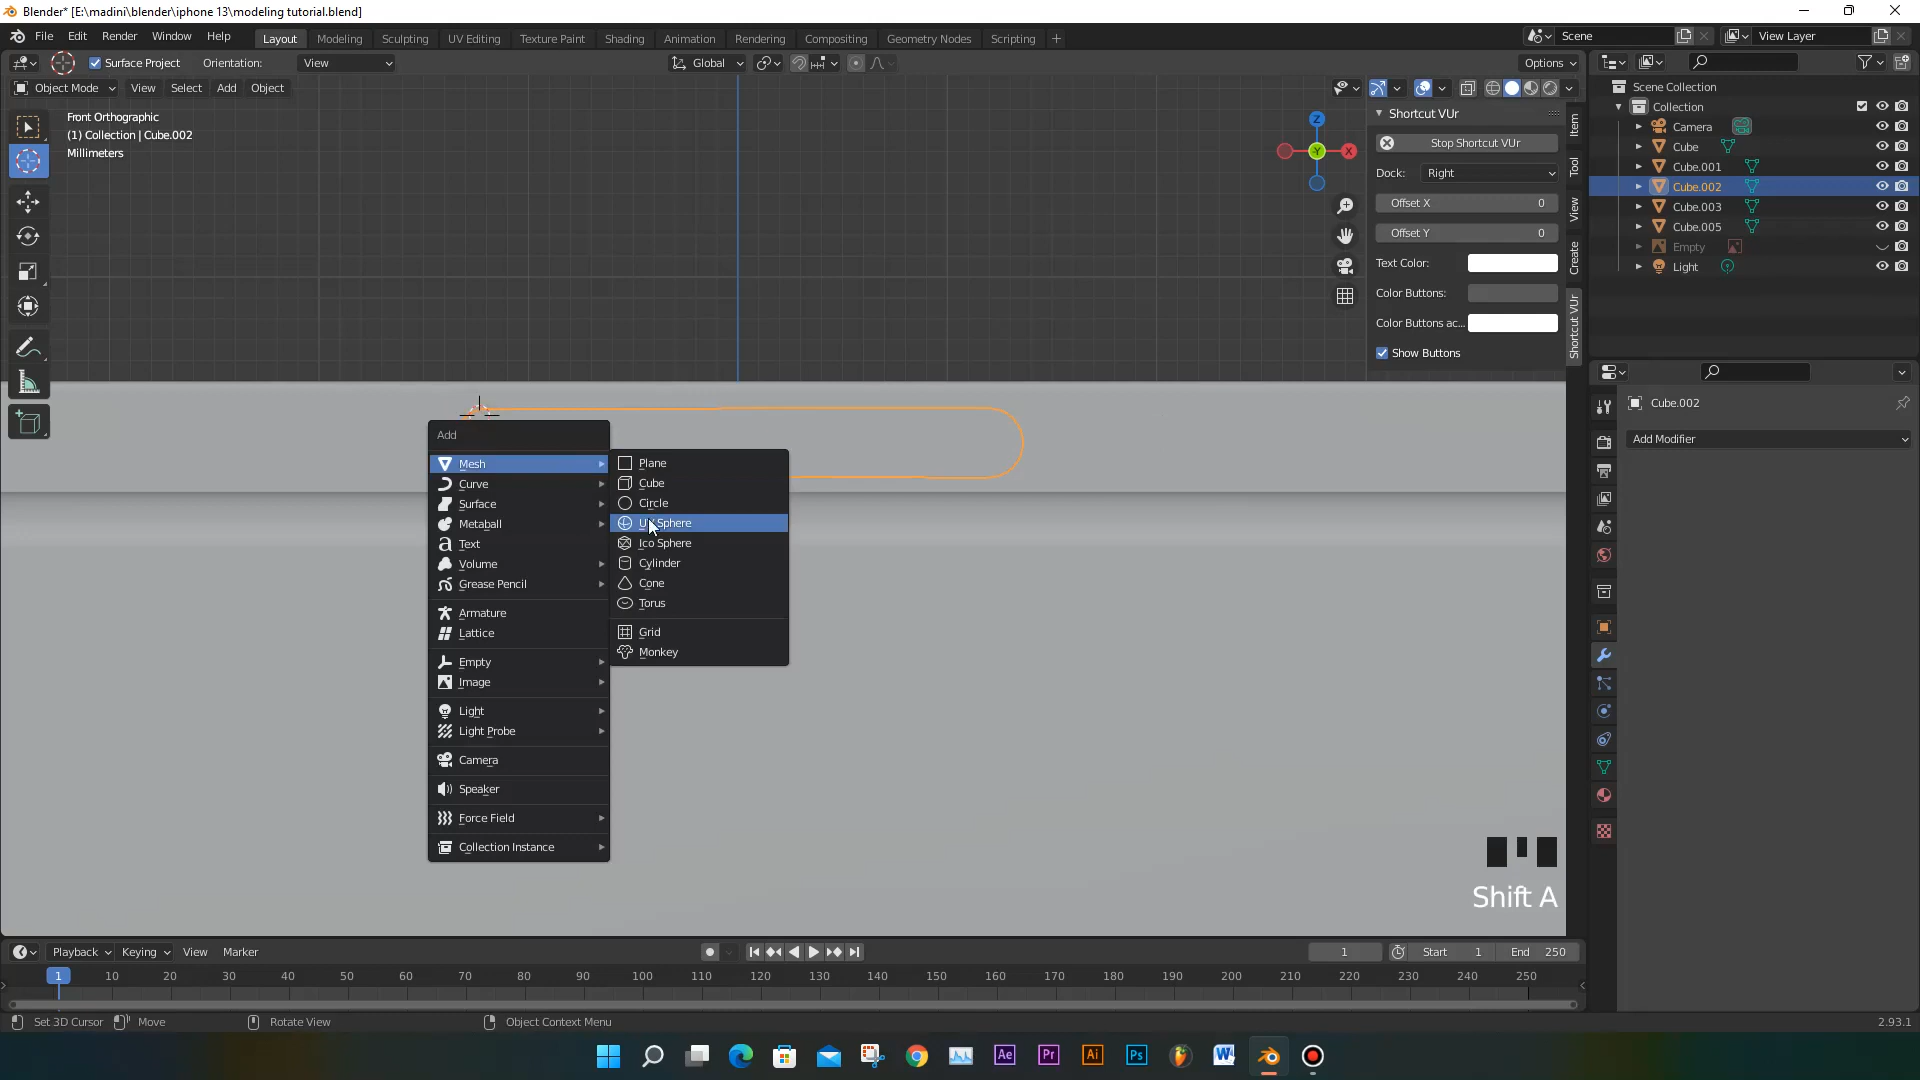 Blender* [E:\madini\blender\iphone 13\modeling tutorial.blend]
File Edit Render Window Help
Layout Modeling Sculpting UV Editing Texture Paint Shading Animation Rendering Compositing Geometry Nodes Scripting +
Scene
View Layer
Surface Project Orientation: View
Global
Options
Object Mode View Select Add Object
Front Orthographic
(1) Collection | Cube.002
Millimeters
Z
X
Y
Shortcut VUr
Stop Shortcut VUr
Dock: Right
Offset X 0
Offset Y 0
Text Color:
Color Buttons:
Color Buttons ac...
Show Buttons
Item
Tool
View
Create
Shortcut VUr
Scene Collection
Collection
Camera
Cube
Cube.001
Cube.002
Cube.003
Cube.005
Empty
Light
Cube.002
Add Modifier
Add
Mesh
Curve
Surface
Metaball
Text
Volume
Grease Pencil
Armature
Lattice
Empty
Image
Light
Light Probe
Camera
Speaker
Force Field
Collection Instance
Plane
Cube
Circle
UV Sphere
Ico Sphere
Cylinder
Cone
Torus
Grid
Monkey
Shift A
Playback Keying View Marker
1 Start 1 End 250
1 10 20 30 40 50 60 70 80 90 100 110 120 130 140 150 160 170 180 190 200 210 220 230 240 250
Set 3D Cursor Move Rotate View Object Context Menu
2.93.1
Ae Pr Ai Ps W